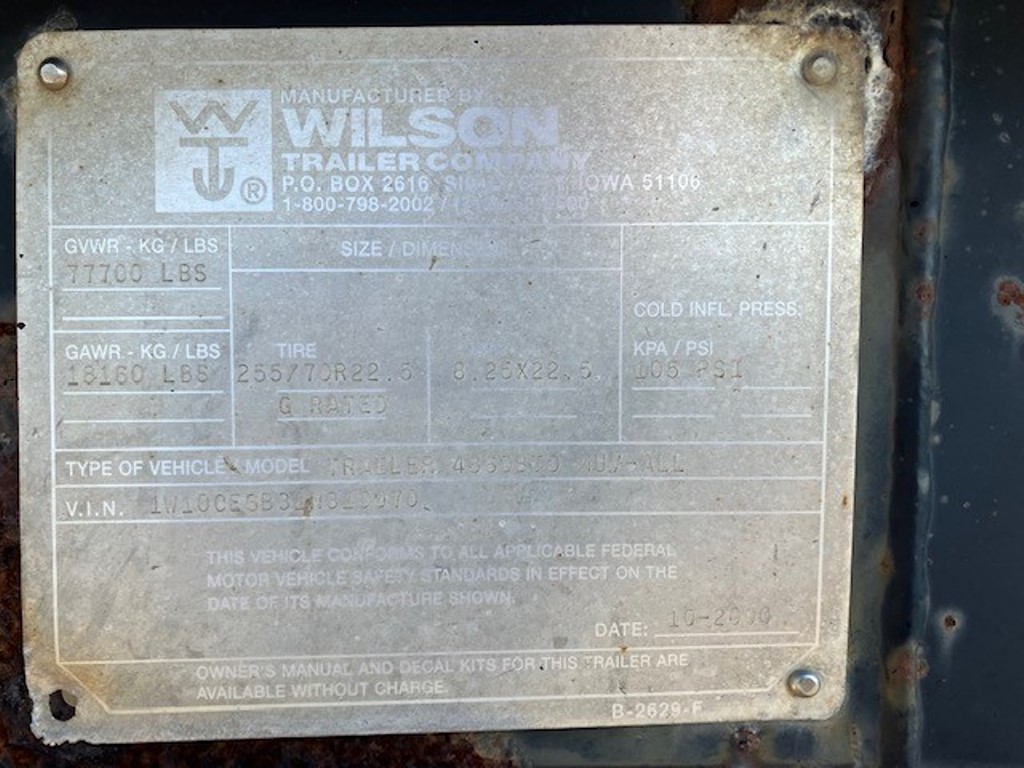 MANUFACTURED BY
WILSON
TRAILER COMPANY
P.O. BOX 2616 IOWA 51106
1-800-798-2002 /
WT ®
GVWR - KG / LBS
77700 LBS
SIZE / DIMENSION
COLD INFL. PRESS.
KPA / PSI
105 PSI
GAWR - KG / LBS
18160 LBS
TIRE
255/70R22.5
8.25X22.5
G RATED
TYPE OF VEHICLE / MODEL TRAILER
V.I.N.
THIS VEHICLE CONFORMS TO ALL APPLICABLE FEDERAL
MOTOR VEHICLE SAFETY STANDARDS IN EFFECT ON THE
DATE OF ITS MANUFACTURE SHOWN.
DATE: 10-2000
OWNER'S MANUAL AND DECAL KITS FOR THIS TRAILER ARE
AVAILABLE WITHOUT CHARGE.
B-2629-F